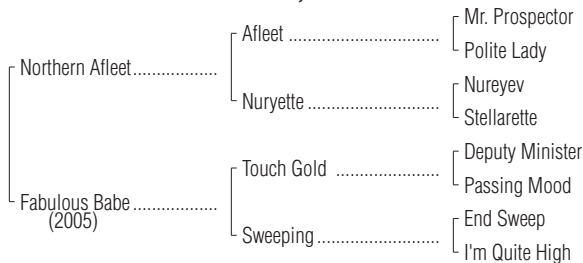 Mr. Prospector
Afleet
Polite Lady
Northern Afleet
Nureyev
Nuryette
Stellarette
Deputy Minister
Touch Gold
Passing Mood
Fabulous Babe
(2005)
End Sweep
Sweeping
I'm Quite High